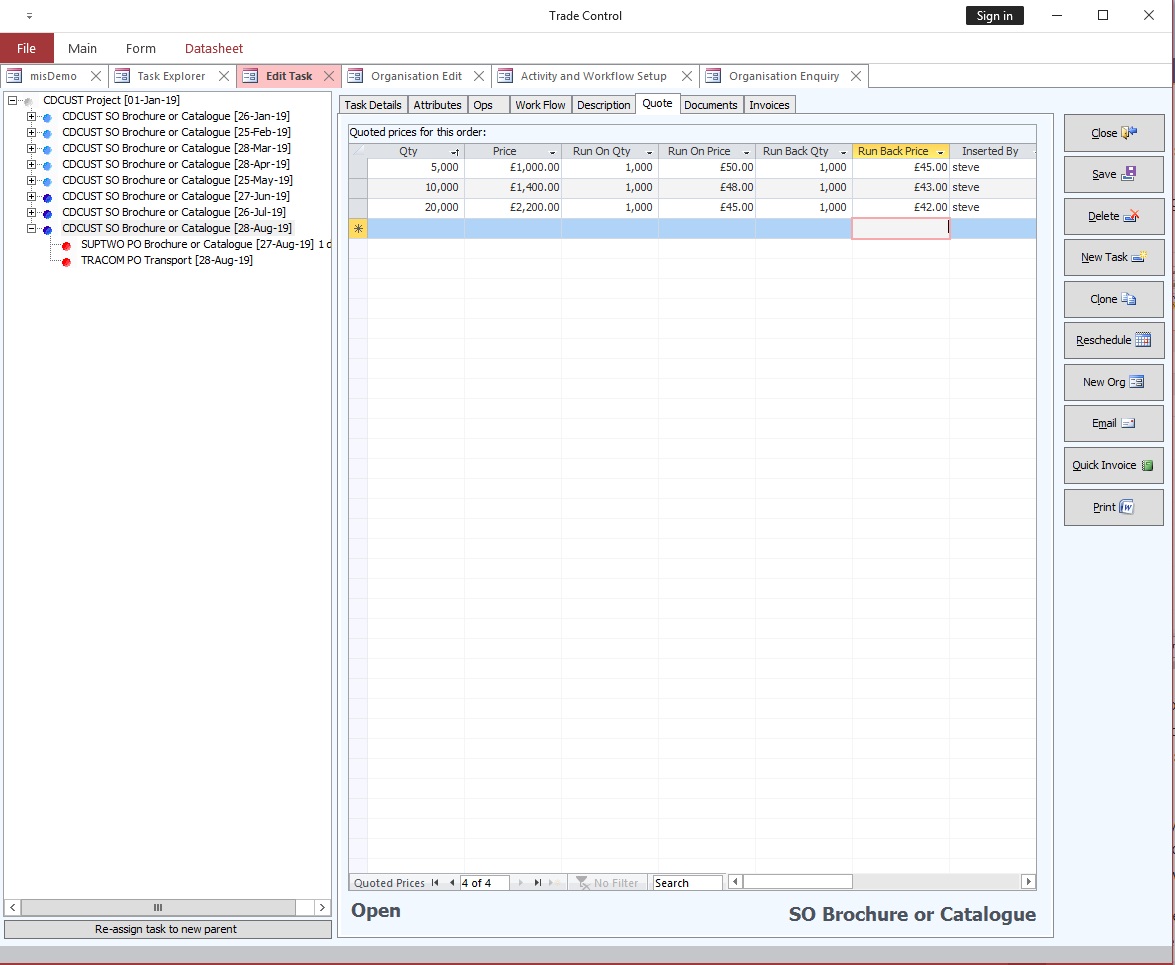 Trade Control
Sign in
File Main Form Datasheet
misDemo Task Explorer Edit Task Organisation Edit Activity and Workflow Setup Organisation Enquiry
CDCUST Project [01-Jan-19]
CDCUST SO Brochure or Catalogue [26-Jan-19]
CDCUST SO Brochure or Catalogue [25-Feb-19]
CDCUST SO Brochure or Catalogue [28-Mar-19]
CDCUST SO Brochure or Catalogue [28-Apr-19]
CDCUST SO Brochure or Catalogue [25-May-19]
CDCUST SO Brochure or Catalogue [27-Jun-19]
CDCUST SO Brochure or Catalogue [26-Jul-19]
CDCUST SO Brochure or Catalogue [28-Aug-19]
SUPTWO PO Brochure or Catalogue [27-Aug-19] 1 d
TRACOM PO Transport [28-Aug-19]
Re-assign task to new parent
Task Details Attributes Ops Work Flow Description Quote Documents Invoices
Quoted prices for this order:
Qty Price Run On Qty Run On Price Run Back Qty Run Back Price Inserted By
5,000 £1,000.00 1,000 £50.00 1,000 £45.00 steve
10,000 £1,400.00 1,000 £48.00 1,000 £43.00 steve
20,000 £2,200.00 1,000 £45.00 1,000 £42.00 steve
Quoted Prices 4 of 4 No Filter Search
Open
SO Brochure or Catalogue
Close
Save
Delete
New Task
Clone
Reschedule
New Org
Email
Quick Invoice
Print